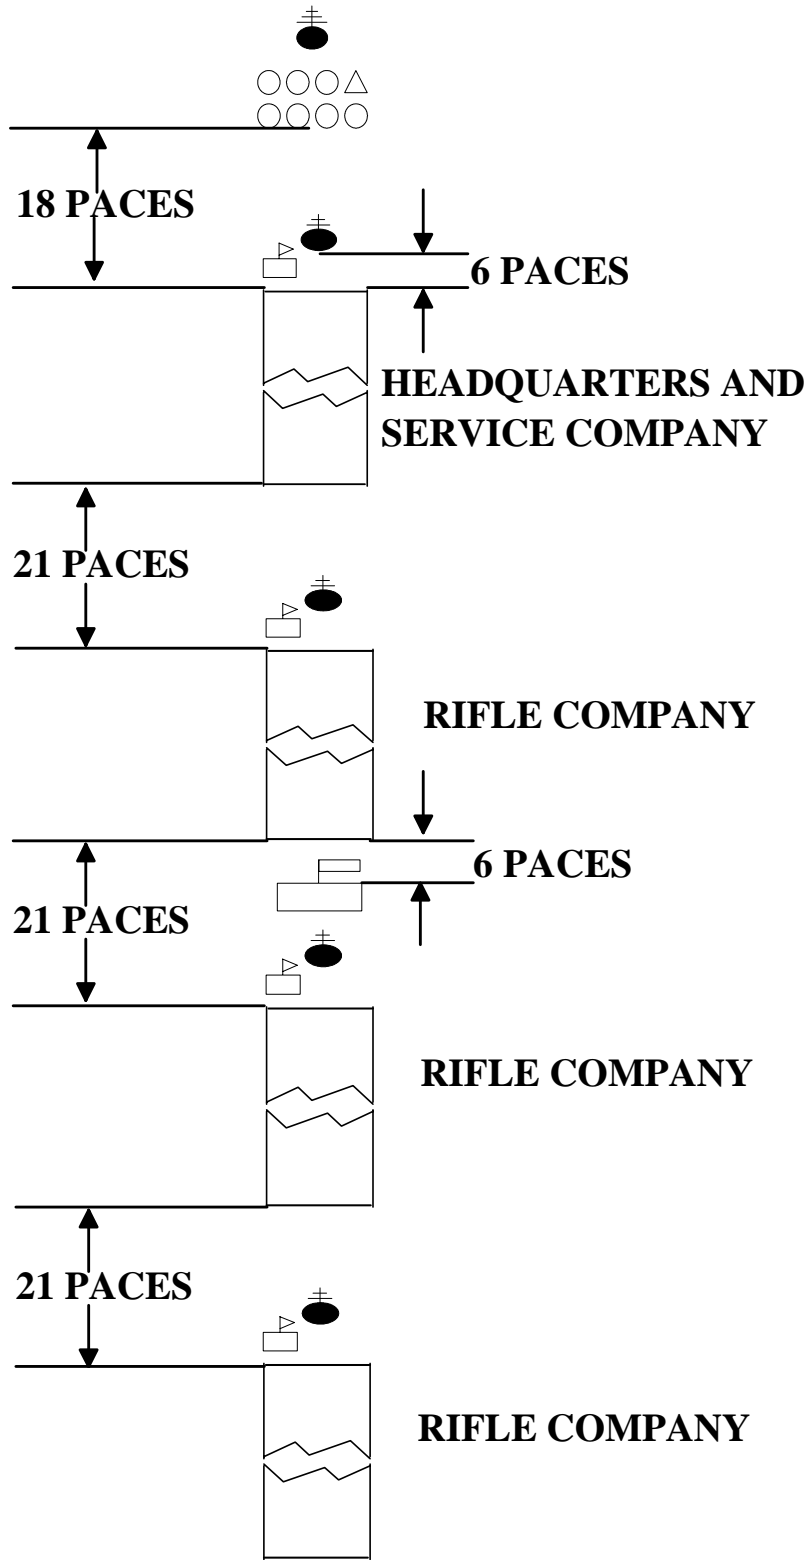 18 PACES
6 PACES
HEADQUARTERS AND
SERVICE COMPANY
21 PACES
RIFLE COMPANY
6 PACES
21 PACES
RIFLE COMPANY
21 PACES
RIFLE COMPANY